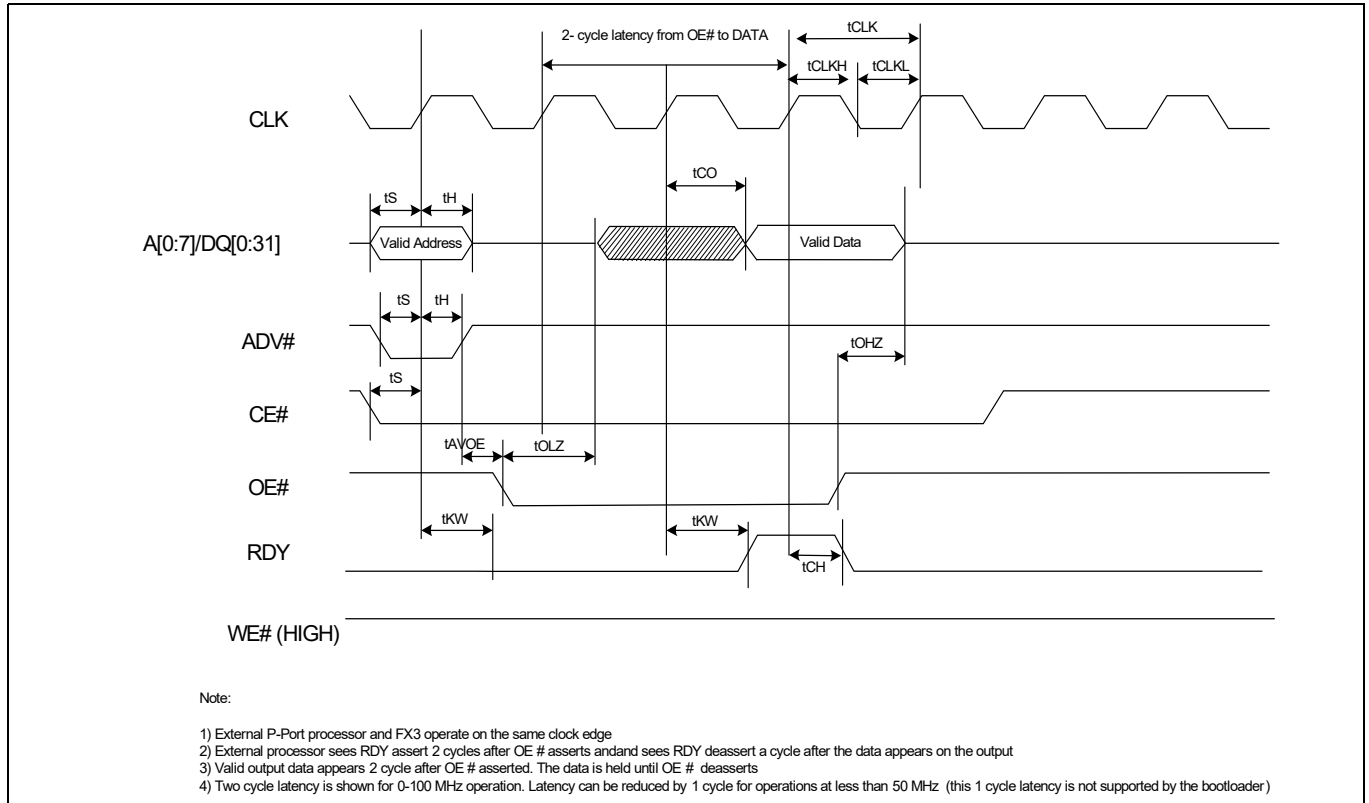 2- cycle latency from OE# to DATA
tCLK
tCLKH
tCLKL
CLK
tCO
tS
tH
A[0:7]/DQ[0:31]
Valid Address
Valid Data
tS
tH
ADV#
tOHZ
tS
CE#
tAVOE
tOLZ
OE#
tKW
tKW
RDY
tCH
WE# (HIGH)
Note:
1) External P-Port processor and FX3 operate on the same clock edge
2) External processor sees RDY assert 2 cycles after OE # asserts andand sees RDY deassert a cycle after the data appears on the output
3) Valid output data appears 2 cycle after OE # asserted. The data is held until OE # deasserts
4) Two cycle latency is shown for 0-100 MHz operation. Latency can be reduced by 1 cycle for operations at less than 50 MHz (this 1 cycle latency is not supported by the bootloader)